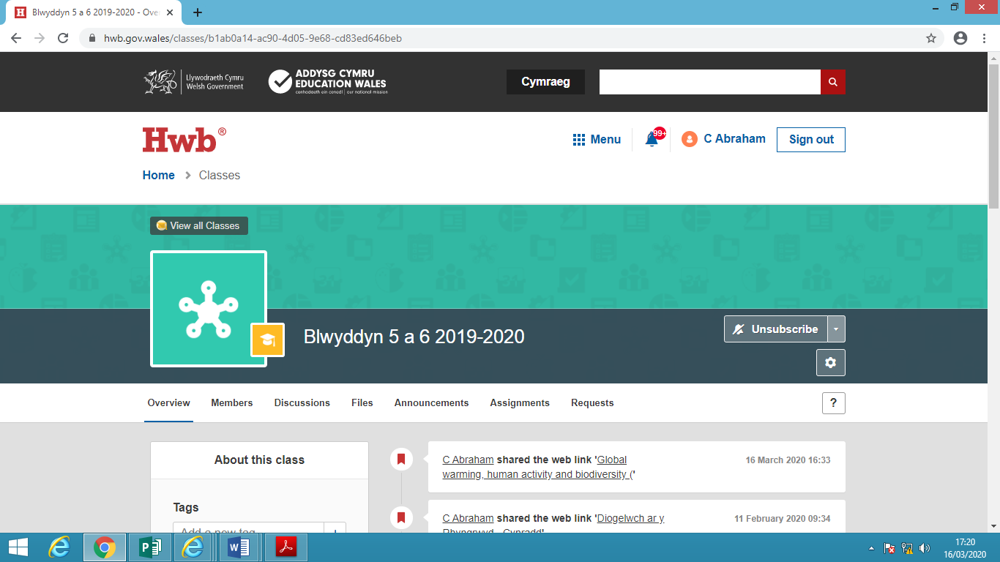 Blwyddyn 5 a 6 2019-2020 - Ove
hwb.gov.wales/classes/b1ab0a14-ac90-4d05-9e68-cd83ed646beb
Llywodraeth Cymru
Welsh Government
ADDYSG CYMRU
EDUCATION WALES
cenhadaeth ein cenedl | our national mission
Cymraeg
Hwb®
Menu
99+
C Abraham
Sign out
Home > Classes
View all Classes
Blwyddyn 5 a 6 2019-2020
Unsubscribe
Overview Members Discussions Files Announcements Assignments Requests ?
About this class
Tags
Add a new tag
+
C Abraham shared the web link 'Global
warming, human activity and biodiversity ('
16 March 2020 16:33
C Abraham shared the web link 'Diogelwch ar y
Rhyngrwyd - Cynradd'
11 February 2020 09:34
17:20
16/03/2020